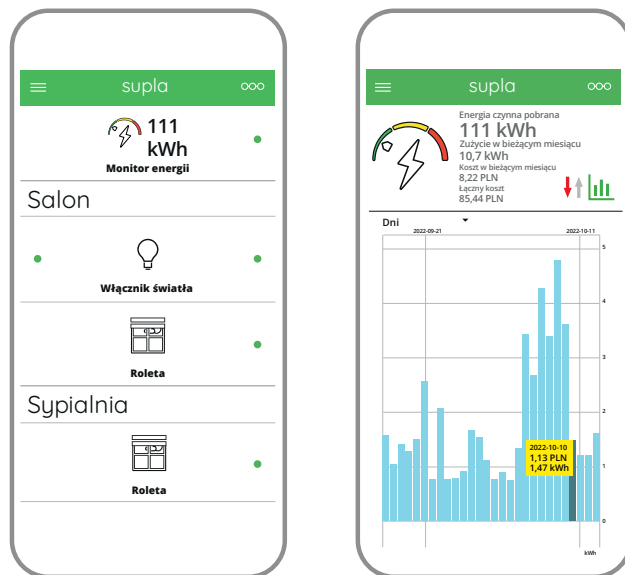 supla
111
kWh
Monitor energii
Salon
Włącznik światła
Roleta
Sypialnia
Roleta
supla
Energia czynna pobrana
111 kWh
Zużycie w bieżącym miesiącu
10,7 kWh
Koszt w bieżącym miesiącu
8,22 PLN
Łączny koszt
85,44 PLN
Dni
2022-09-21
2022-10-11
5
4
3
2
2022-10-10
1,13 PLN
1,47 kWh
1
0
kWh